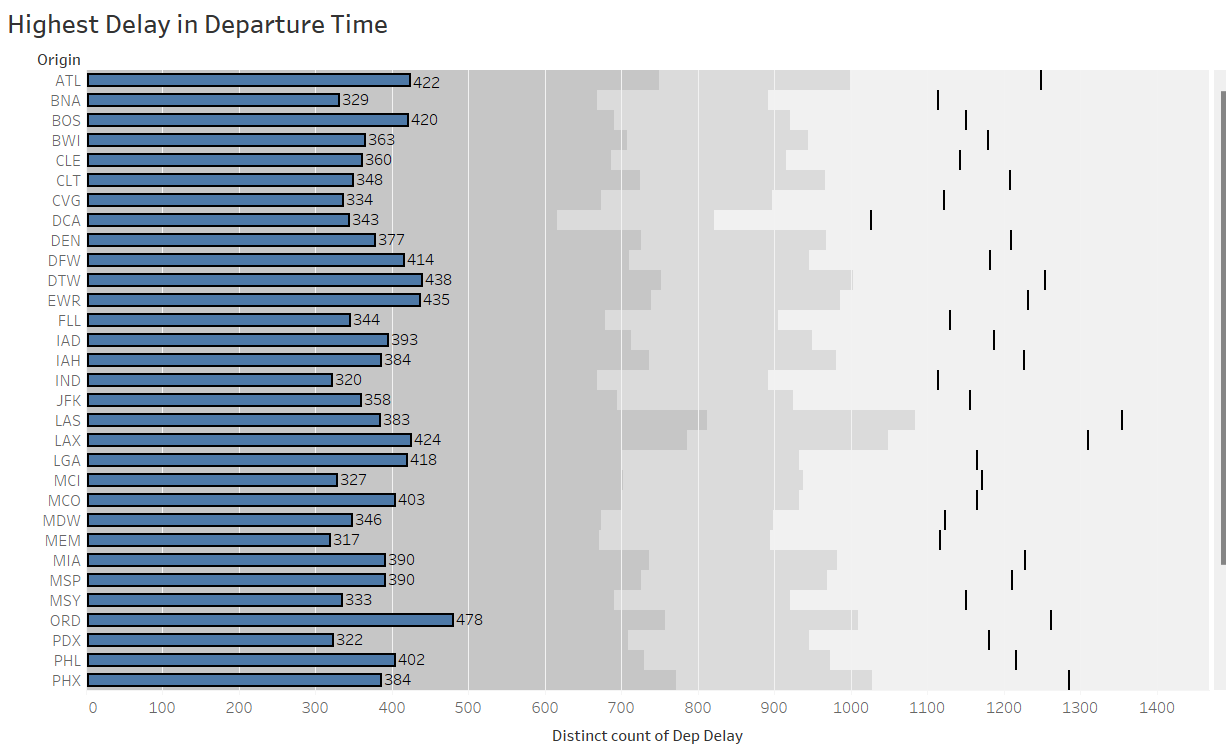 Highest Delay in Departure Time
Origin
ATL 422
BNA 329
BOS 420
BWI 363
CLE 360
CLT 348
CVG 334
DCA 343
DEN 377
DFW 414
DTW 438
EWR 435
FLL 344
IAD 393
IAH 384
IND 320
JFK 358
LAS 383
LAX 424
LGA 418
MCI 327
MCO 403
MDW 346
MEM 317
MIA 390
MSP 390
MSY 333
ORD 478
PDX 322
PHL 402
PHX 384
0 100 200 300 400 500 600 700 800 900 1000 1100 1200 1300 1400
Distinct count of Dep Delay